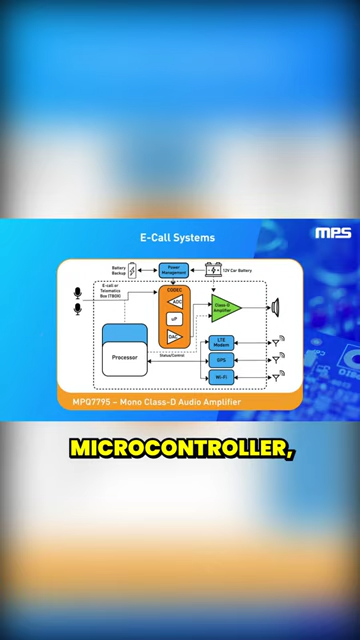 E-Call Systems
mps
Battery
Backup
Power
Management
12V Car Battery
E-call or
Telematics
Box (TBOX)
CODEC
ADC
uP
DAC
Class-D
Amplifier
Processor
Status/Control
LTE
Modem
GPS
Wi-Fi
MPQ7795 – Mono Class-D Audio Amplifier
MICROCONTROLLER,